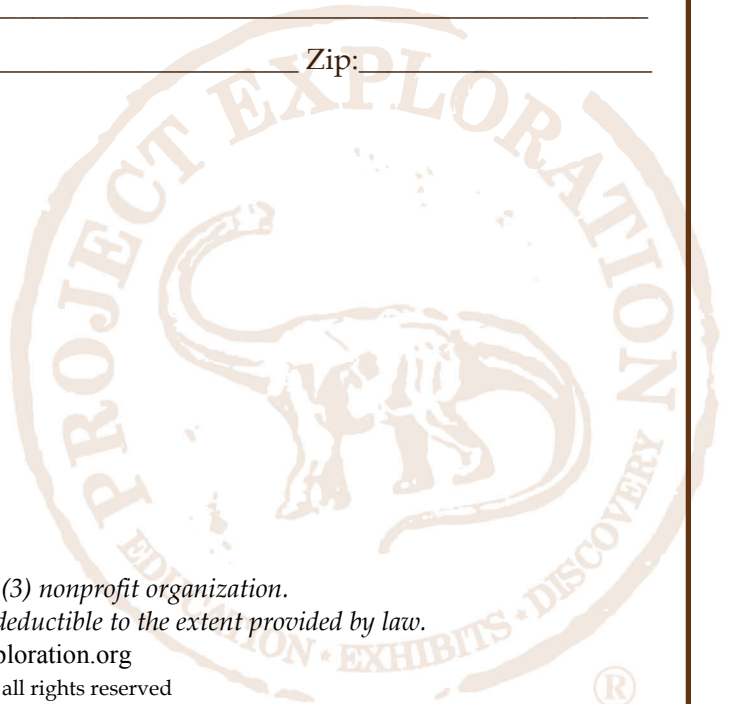 Zip:
PROJECT EXPLORATION
EDUCATION • EXHIBITS • DISCOVERY
(3) nonprofit organization.
deductible to the extent provided by law.
ploration.org
all rights reserved
®